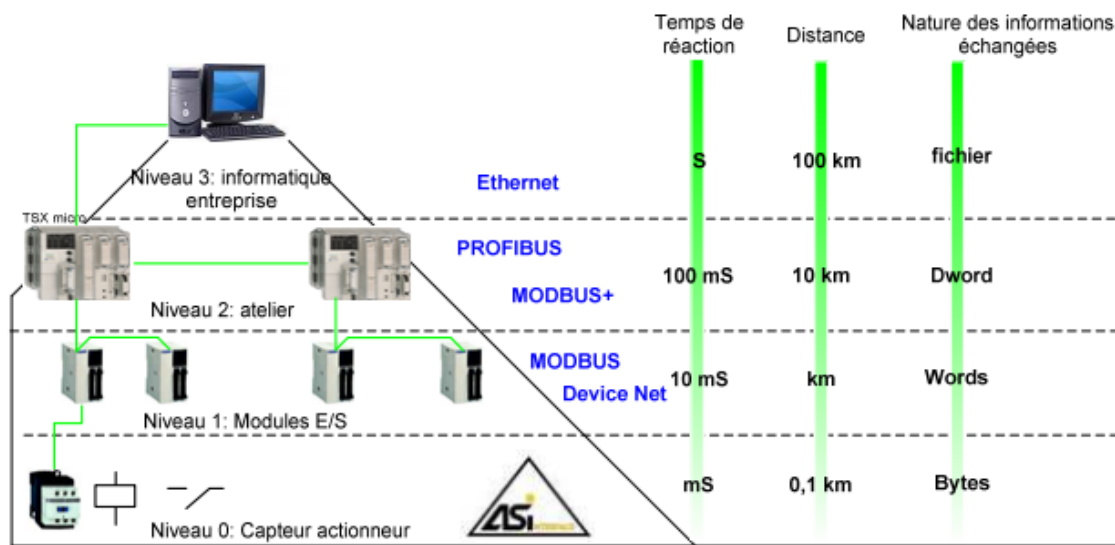 Temps de
réaction
Distance
Nature des informations
échangées
Niveau 3: informatique
entreprise
Ethernet
S
100 km
fichier
TSX micro
PROFIBUS
MODBUS+
100 mS
10 km
Dword
Niveau 2: atelier
MODBUS
Device Net
10 mS
km
Words
Niveau 1: Modules E/S
mS
0,1 km
Bytes
ASi
INTERFACE
Niveau 0: Capteur actionneur